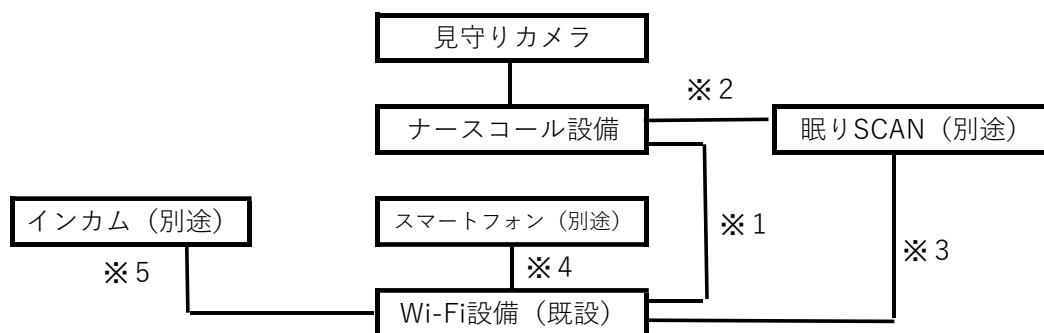 見守りカメラ
※２
ナースコール設備
眠りSCAN（別途）
インカム（別途）
スマートフォン（別途）
※１
※３
※５
※４
Wi-Fi設備（既設）